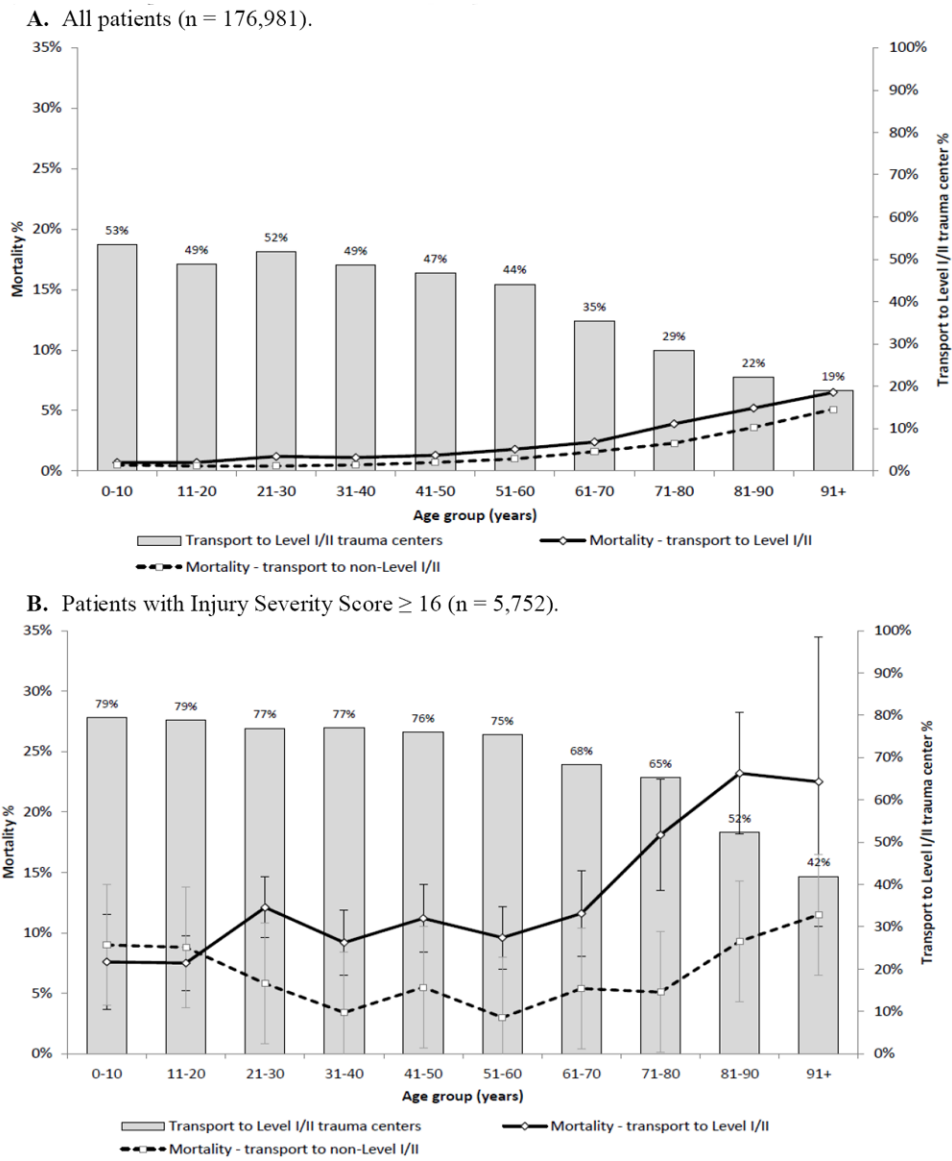 A. All patients (n = 176,981).
35% 100%
90%
30%
80%
25%
70%
20% 60%
53% 49% 52% 49% 47% 44% 35% 29% 22% 19%
50%
15%
40%
10% 30%
20%
5%
10%
0% 0%
Mortality %
Transport to Level I/II trauma center %
0-10 11-20 21-30 31-40 41-50 51-60 61-70 71-80 81-90 91+
Age group (years)
Transport to Level I/II trauma centers Mortality - transport to Level I/II
Mortality - transport to non-Level I/II
B. Patients with Injury Severity Score ≥ 16 (n = 5,752).
35% 100%
90%
30%
80%
79% 79% 77% 77% 76% 75% 68% 65% 52% 42%
25%
70%
20% 60%
50%
15%
40%
10% 30%
20%
5%
10%
0% 0%
Mortality %
Transport to Level I/II trauma center %
0-10 11-20 21-30 31-40 41-50 51-60 61-70 71-80 81-90 91+
Age group (years)
Transport to Level I/II trauma centers Mortality - transport to Level I/II
Mortality - transport to non-Level I/II